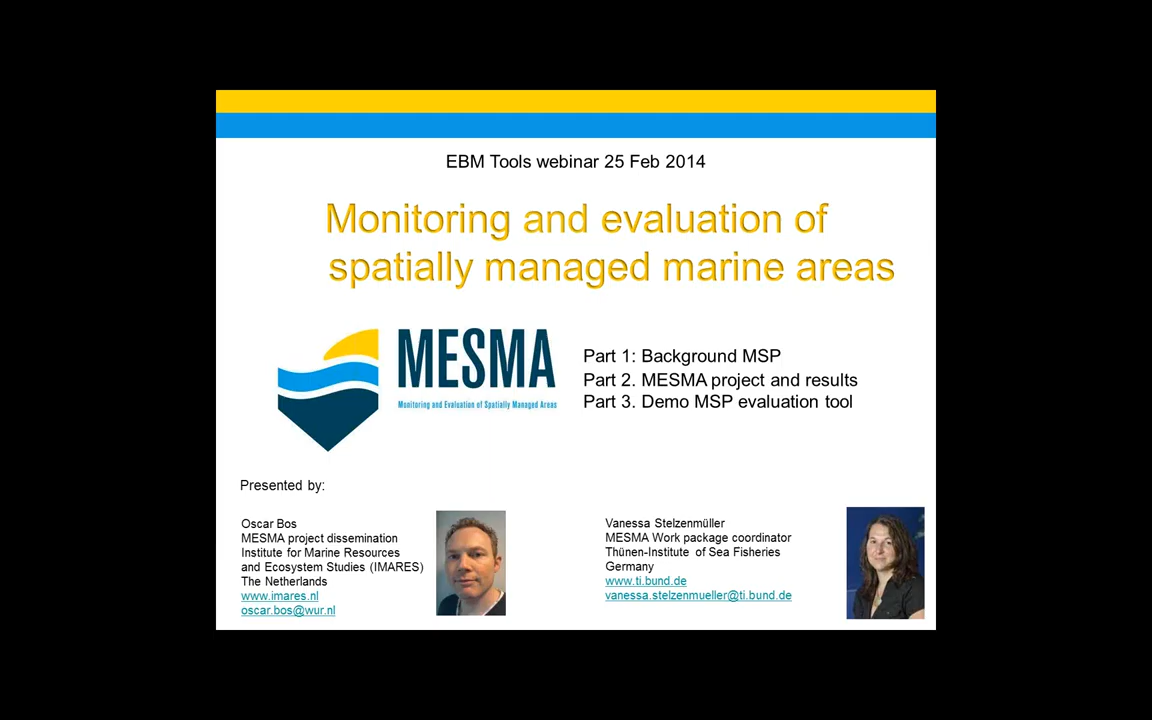 EBM Tools webinar 25 Feb 2014
Monitoring and evaluation of
spatially managed marine areas
MESMA
Monitoring and Evaluation of Spatially Managed Areas
Part 1: Background MSP
Part 2. MESMA project and results
Part 3. Demo MSP evaluation tool
Presented by:
Oscar Bos
MESMA project dissemination
Institute for Marine Resources
and Ecosystem Studies (IMARES)
The Netherlands
www.imares.nl
oscar.bos@wur.nl
Vanessa Stelzenmüller
MESMA Work package coordinator
Thünen-Institute of Sea Fisheries
Germany
www.ti.bund.de
vanessa.stelzenmueller@ti.bund.de